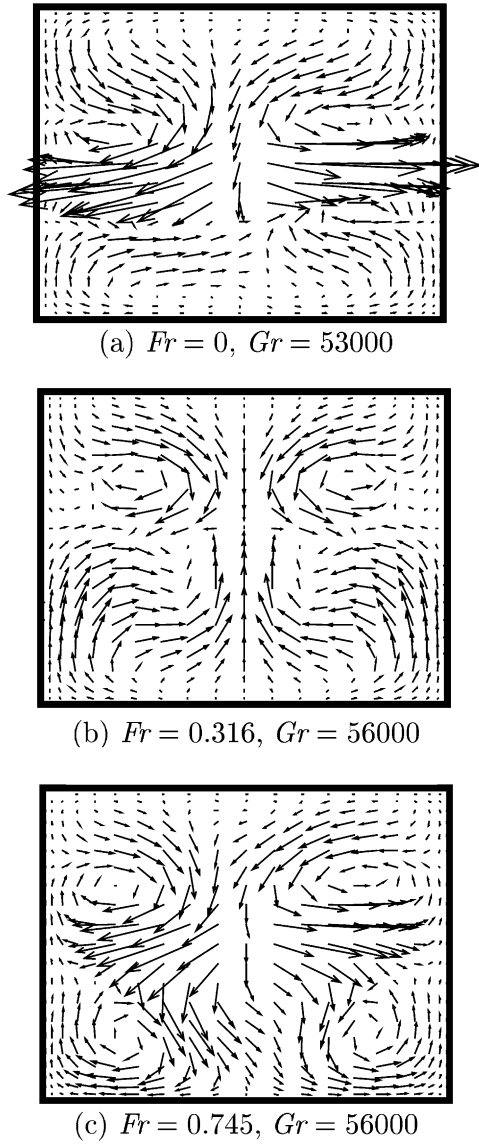 (a) Fr = 0, Gr = 53000
(b) Fr = 0.316, Gr = 56000
(c) Fr = 0.745, Gr = 56000